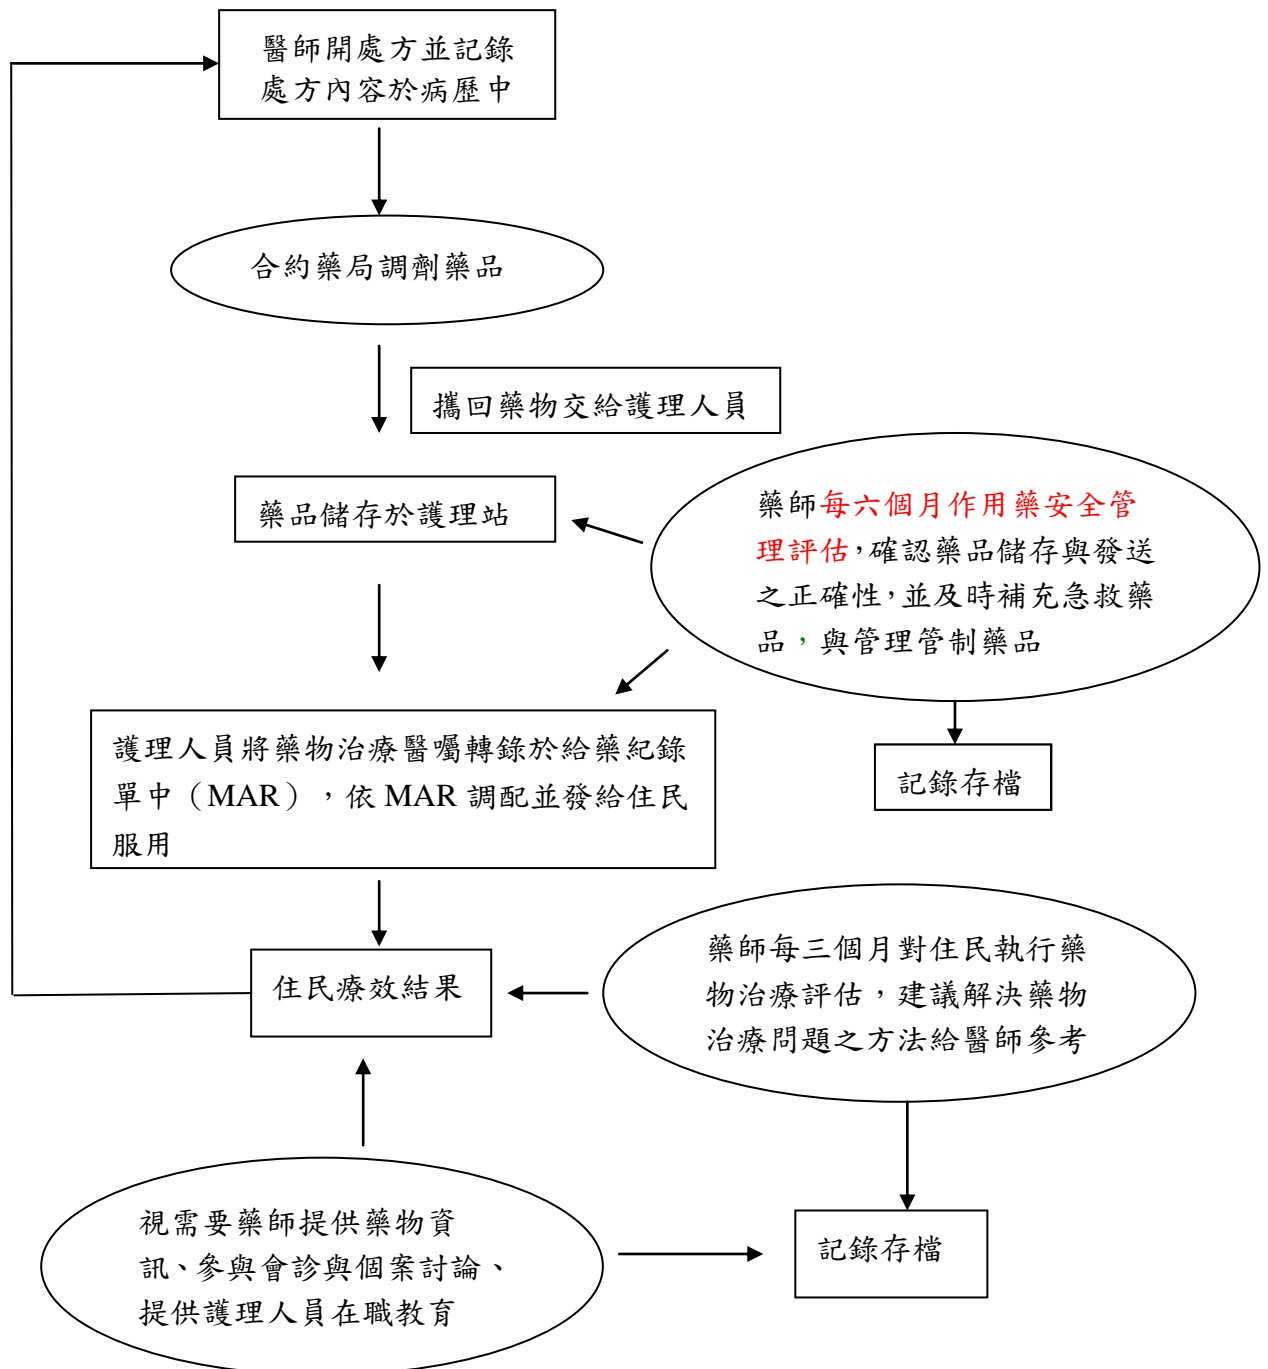 醫師開處方並記錄
處方內容於病歷中
合約藥局調劑藥品
攜回藥物交給護理人員
藥品儲存於護理站
藥師每六個月作用藥安全管
理評估，確認藥品儲存與發送
之正確性，並及時補充急救藥
品，與管理管制藥品
護理人員將藥物治療醫囑轉錄於給藥紀錄
單中（MAR），依 MAR 調配並發給住民
服用
記錄存檔
藥師每三個月對住民執行藥
物治療評估，建議解決藥物
治療問題之方法給醫師參考
住民療效結果
視需要藥師提供藥物資
訊、參與會診與個案討論、
提供護理人員在職教育
記錄存檔